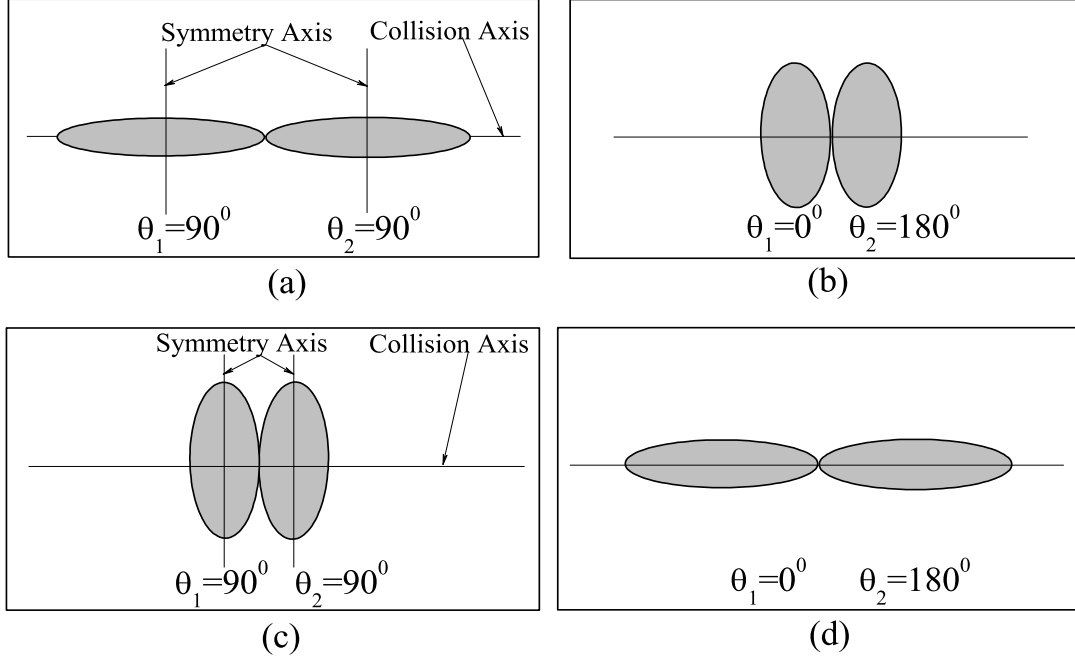 Symmetry Axis
Collision Axis
θ₁=90⁰
θ₂=90⁰
(a)
θ₁=0⁰
θ₂=180⁰
(b)
Symmetry Axis
Collision Axis
θ₁=90⁰
θ₂=90⁰
(c)
θ₁=0⁰
θ₂=180⁰
(d)